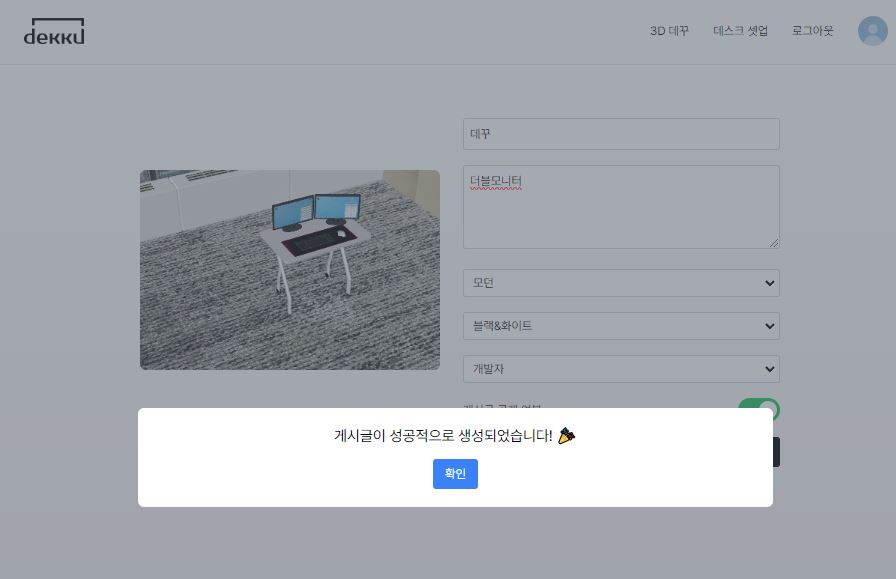 dekku
3D 데꾸
데스크 셋업
로그아웃
데꾸
더블모니터
모던
블랙&화이트
개발자
게시글이 성공적으로 생성되었습니다! 🎉
확인